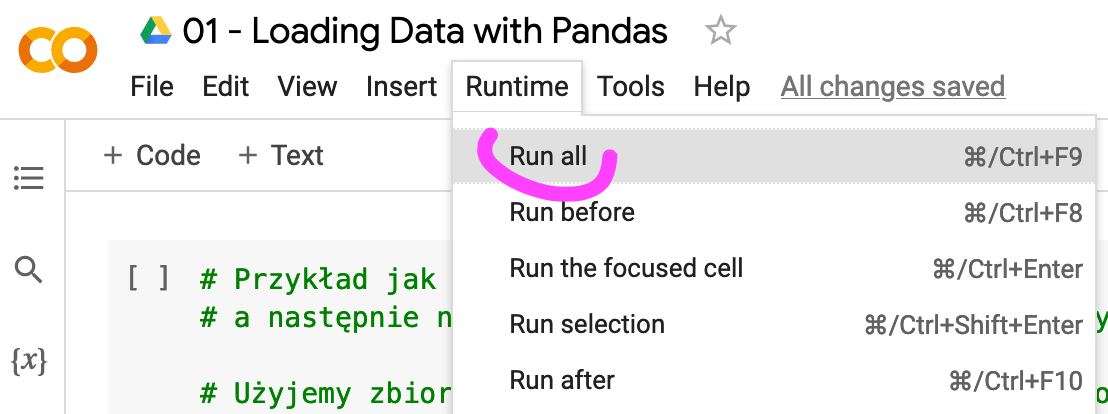 01 - Loading Data with Pandas
File Edit View Insert Runtime Tools Help All changes saved
+ Code + Text
Run all ⌘/Ctrl+F9
Run before ⌘/Ctrl+F8
Run the focused cell ⌘/Ctrl+Enter
Run selection ⌘/Ctrl+Shift+Enter
Run after ⌘/Ctrl+F10
[ ] # Przykład jak
# a następnie
# Użyjemy
{x}